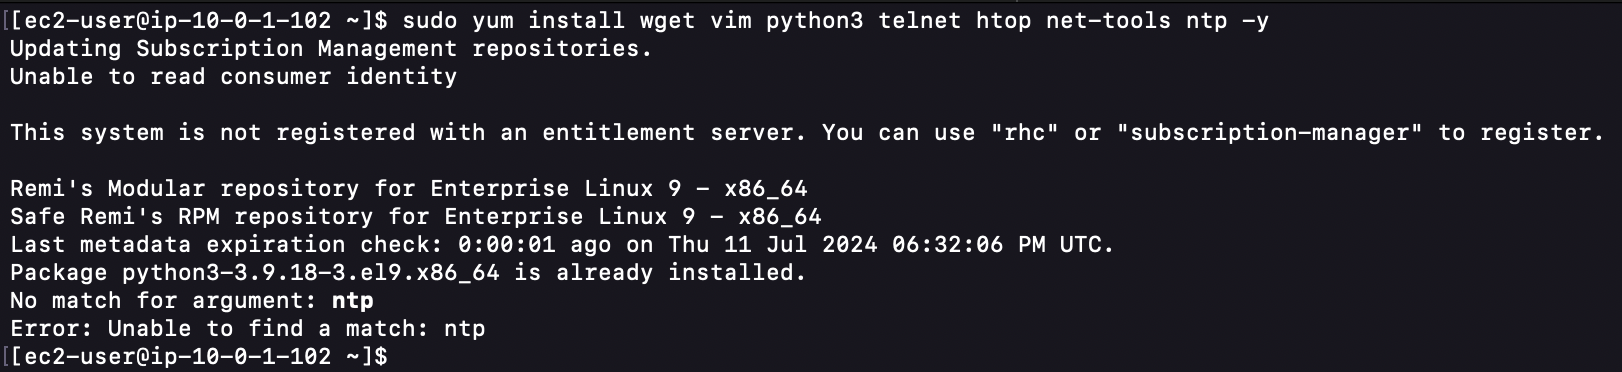 [[ec2-user@ip-10-0-1-102 ~]$ sudo yum install wget vim python3 telnet htop net-tools ntp -y
Updating Subscription Management repositories.
Unable to read consumer identity
This system is not registered with an entitlement server. You can use "rhc" or "subscription-manager" to register.
Remi's Modular repository for Enterprise Linux 9 - x86_64
Safe Remi's RPM repository for Enterprise Linux 9 - x86_64
Last metadata expiration check: 0:00:01 ago on Thu 11 Jul 2024 06:32:06 PM UTC.
Package python3-3.9.18-3.el9.x86_64 is already installed.
No match for argument: ntp
Error: Unable to find a match: ntp
[[ec2-user@ip-10-0-1-102 ~]$